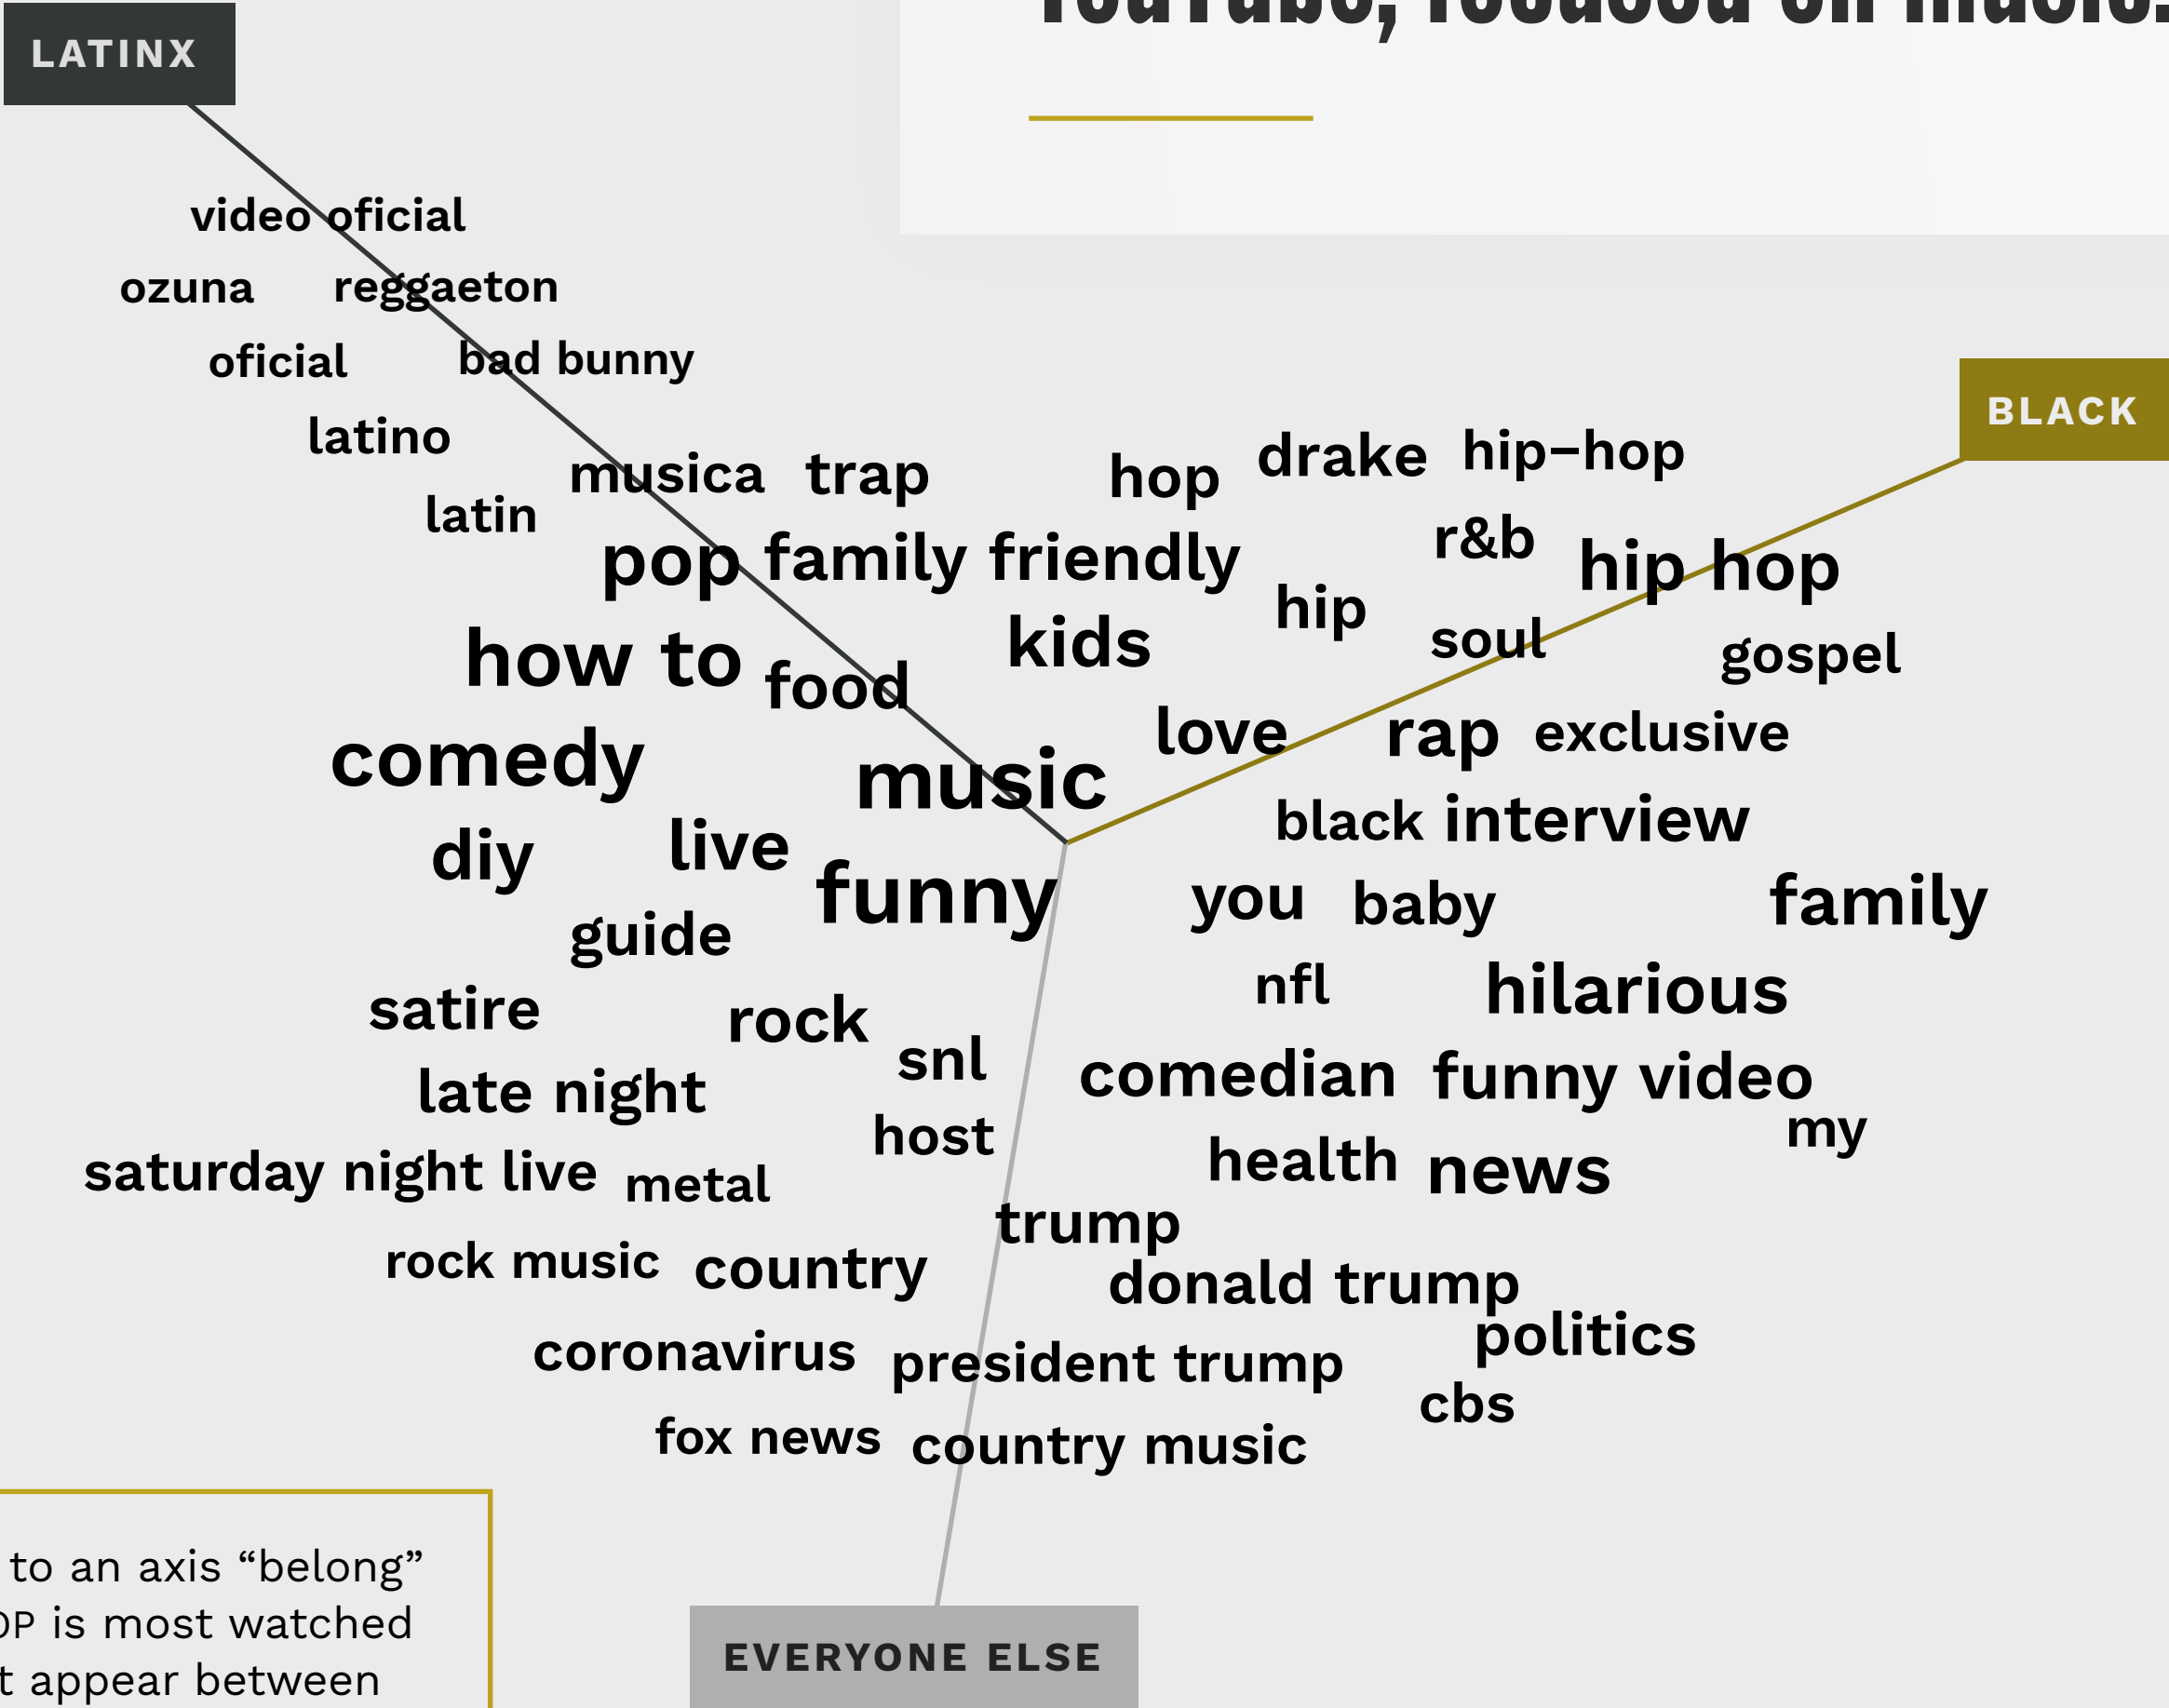 YouTube, focused on music.
LATINX
video oficial
ozuna reggaeton
oficial bad bunny
BLACK
latino
musica trap hop drake hip-hop
latin
pop family friendly r&b hip hop
hip
how to food kids soul gospel
comedy music love rap exclusive
diy live black interview
funny you baby family
guide
nfl hilarious
satire rock
snl comedian funny video
late night
host my
saturday night live metal health news
trump
rock music country donald trump
coronavirus president trump politics
cbs
fox news country music
to an axis “belong”
is most watched
appear between
EVERYONE ELSE